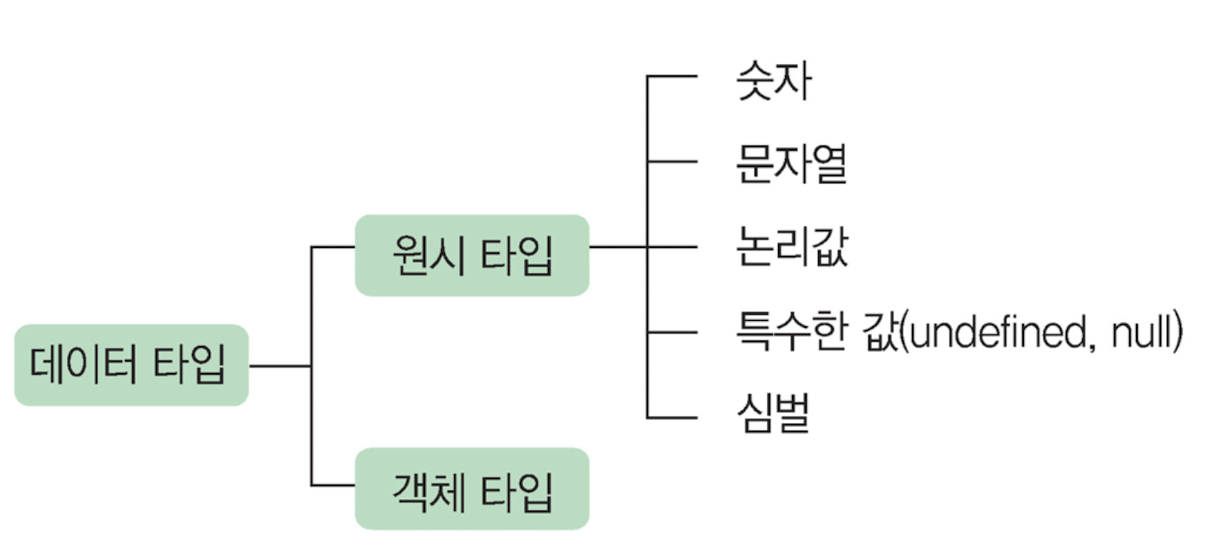 숫자
문자열
논리값
원시 타입
특수한 값(undefined, null)
데이터 타입
심벌
객체 타입